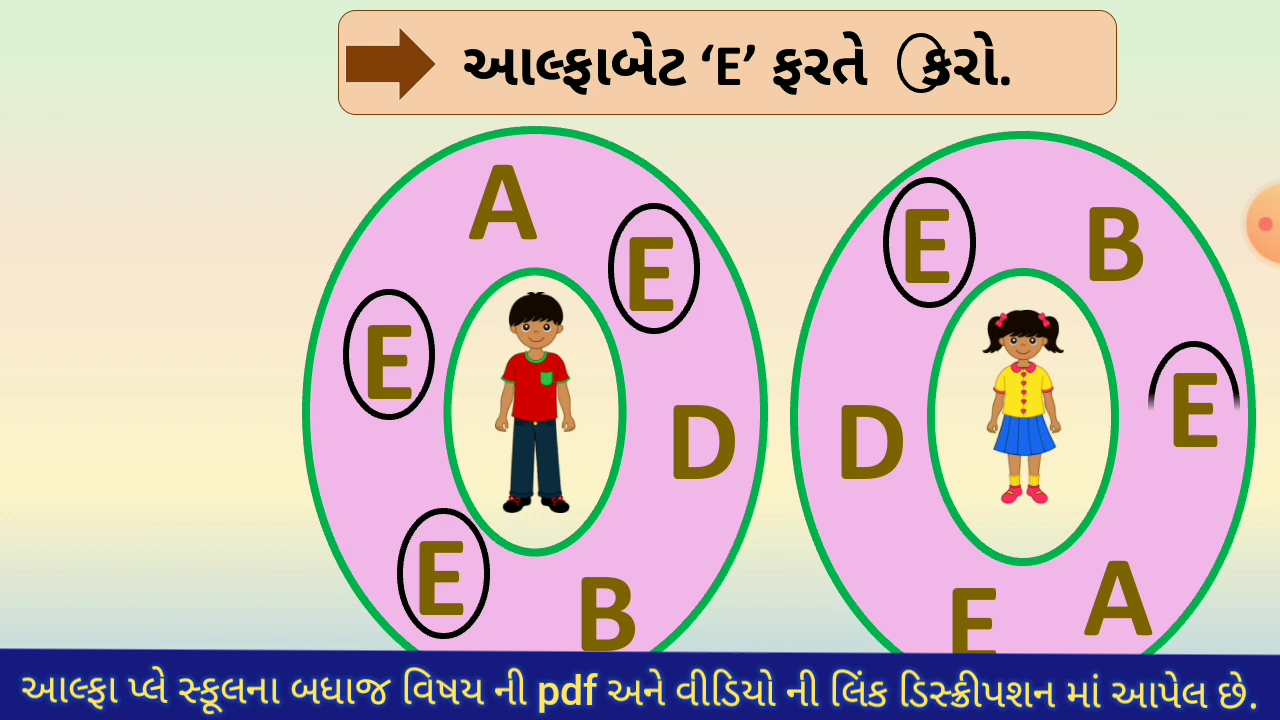 આલ્ફાબેટ ‘E’ ફરતે કરો.
A
E
E
D
E
B
E
B
E
D
A
E
આલ્ફા પ્લે સ્કૂલના બધાજ વિષય ની pdf અને વીડિયો ની લિંક ડિસ્ક્રીપશન માં આપેલ છે.